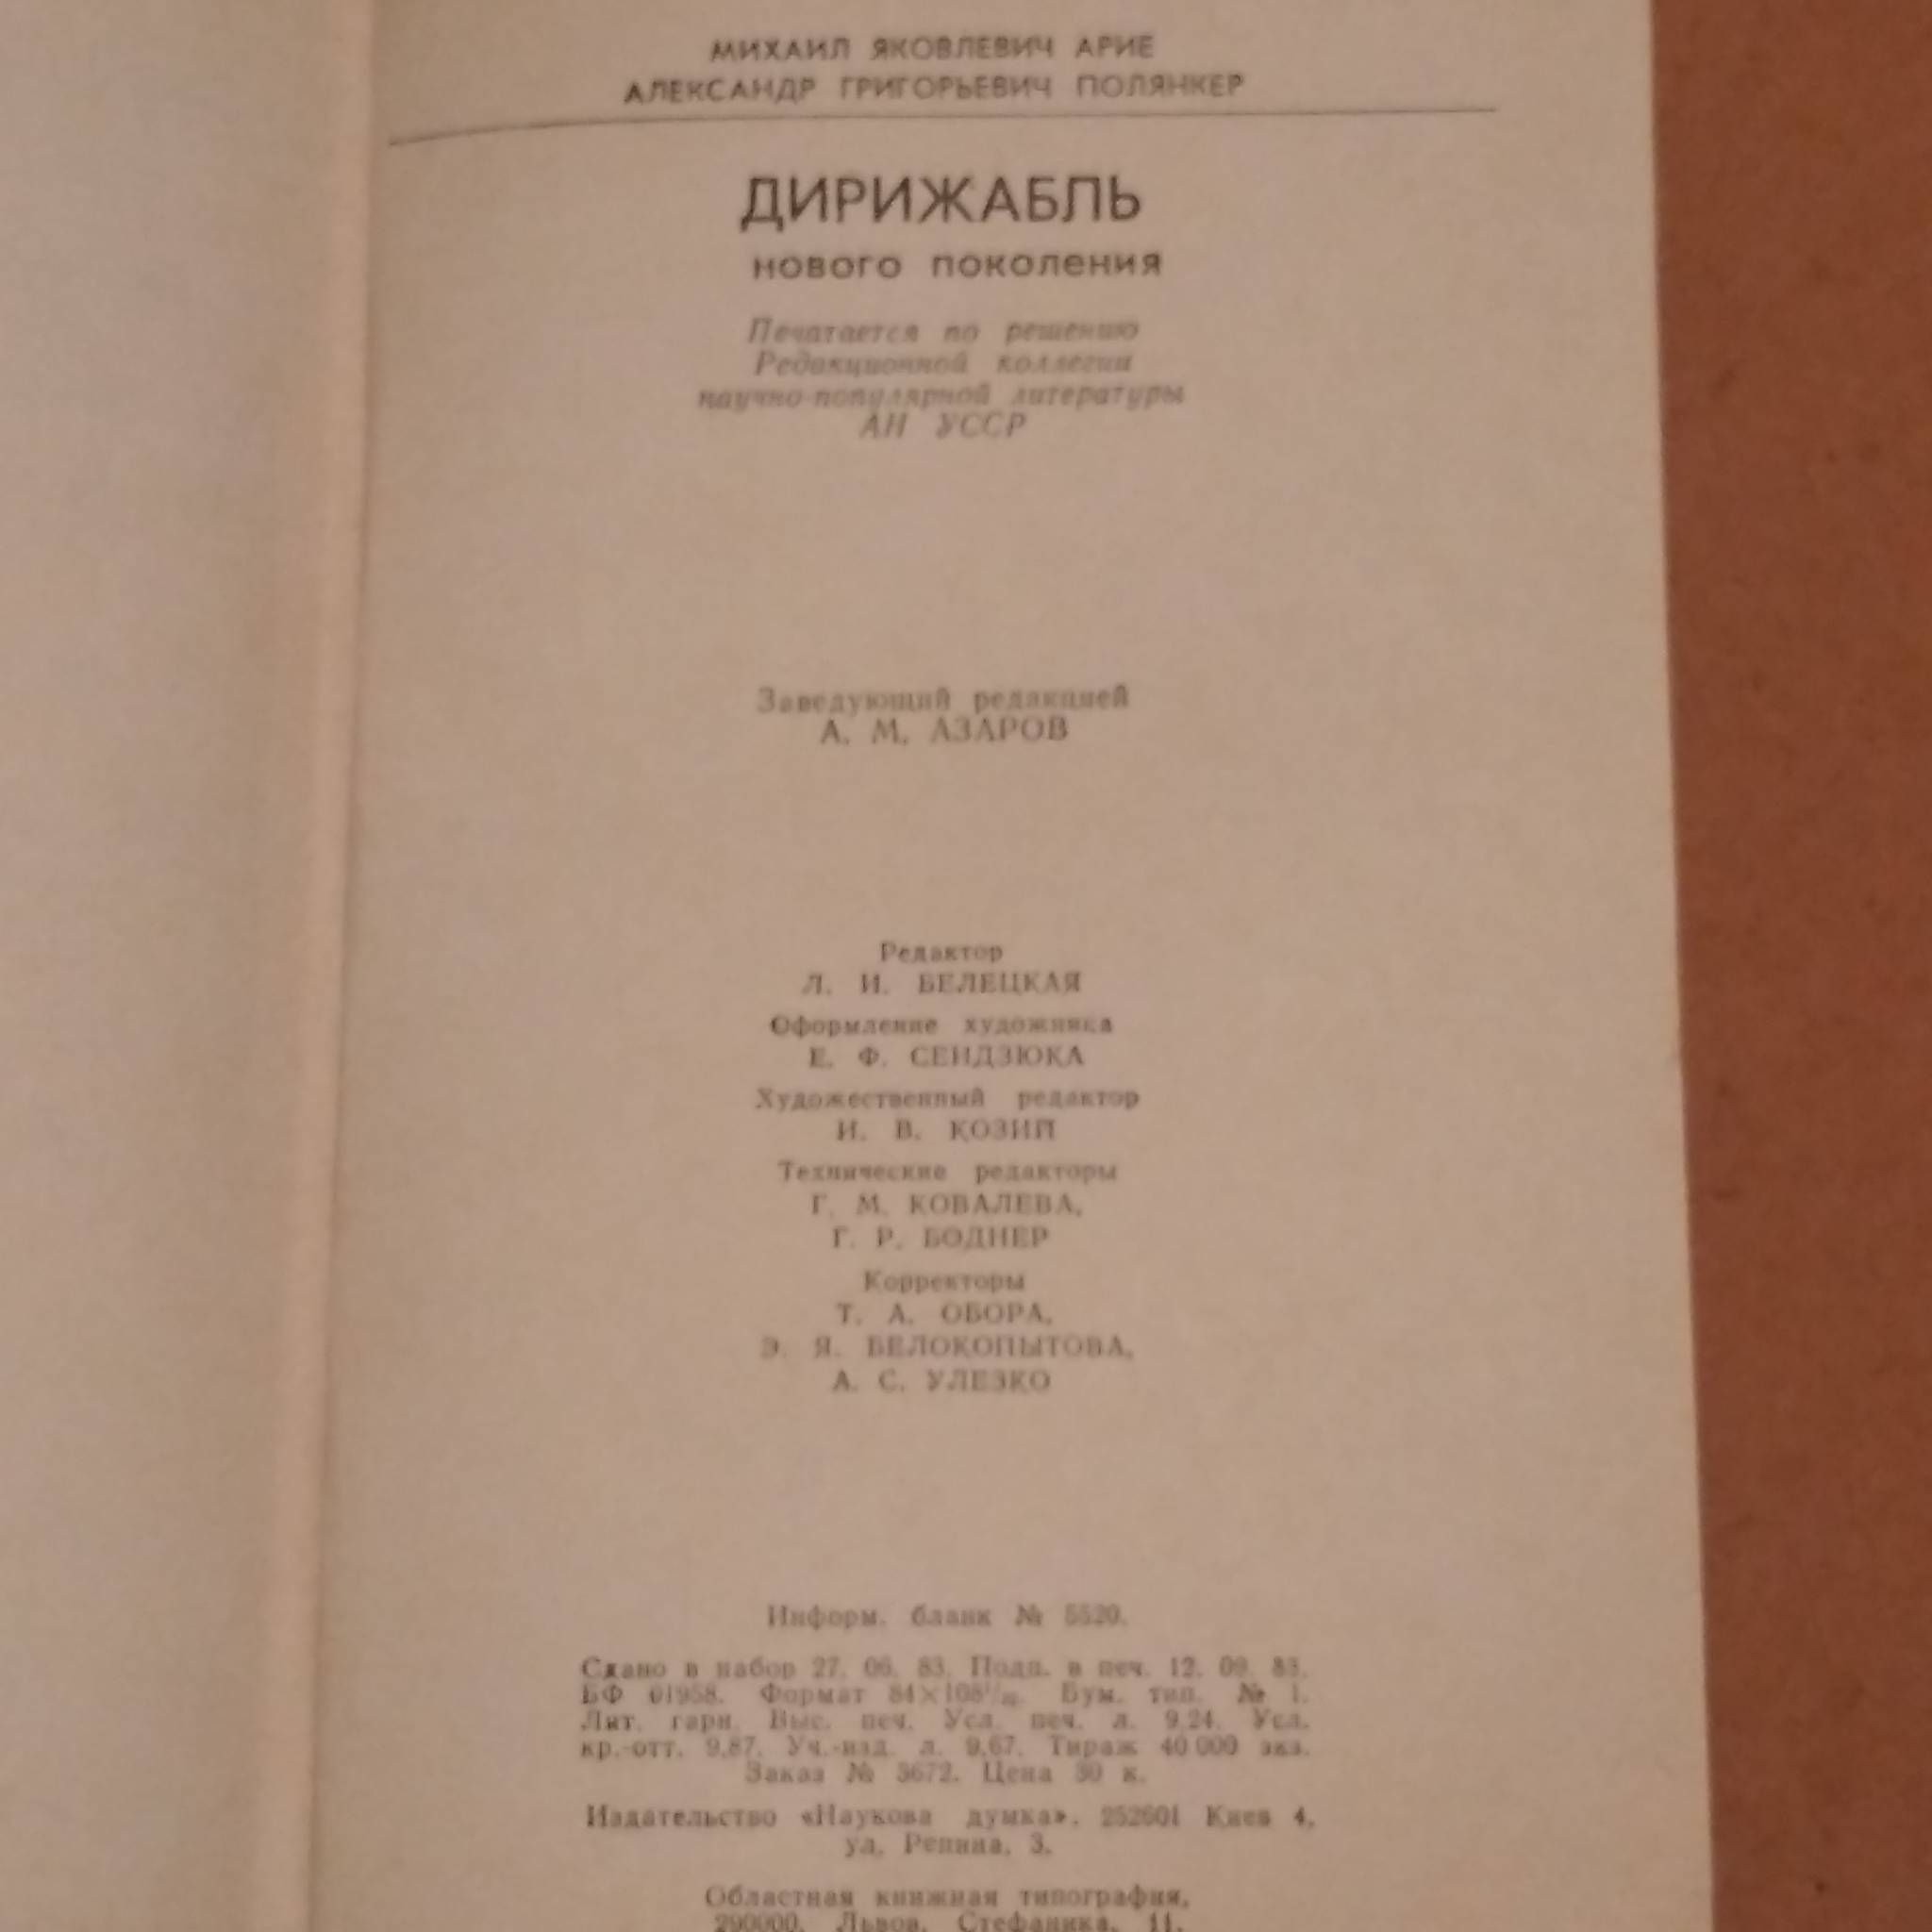 МИХАИЛ ЯКОВЛЕВИЧ АРИЕ
АЛЕКСАНДР ГРИГОРЬЕВИЧ ПОЛЯНКЕР
ДИРИЖАБЛЬ
нового поколения
Печатается по решению
Редакционной коллегии
научно-популярной литературы
АН УССР
Заведующий редакцией
А. М. АЗАРОВ
Редактор
Л. И. БЕЛЕЦКАЯ
Оформление художника
Е. Ф. СЕНДЗЮКА
Художественный редактор
И. В. КОЗИЙ
Технические редакторы
Г. М. КОВАЛЕВА,
Г. Р. БОДНЕР
Корректоры
Т. А. ОБОРА,
Э. Я. БЕЛОКОПЫТОВА,
А. С. УЛЕЗКО
Информ. бланк № 5520.
Сдано в набор 27. 06. 83. Подп. в печ. 12. 09. 83.
БФ 01958. Формат 84×108¹/₃₂. Бум. тип. № 1.
Лит. гарн. Выс. печ. Усл. печ. л. 9,24. Усл.
кр.-отт. 9,87. Уч.-изд. л. 9,67. Тираж 40 000 экз.
Заказ № 3672. Цена 30 к.
Издательство «Наукова думка». 252601 Киев 4,
ул. Репина, 3.
Областная книжная типография,
290000, Львов, Стефаника, 11.